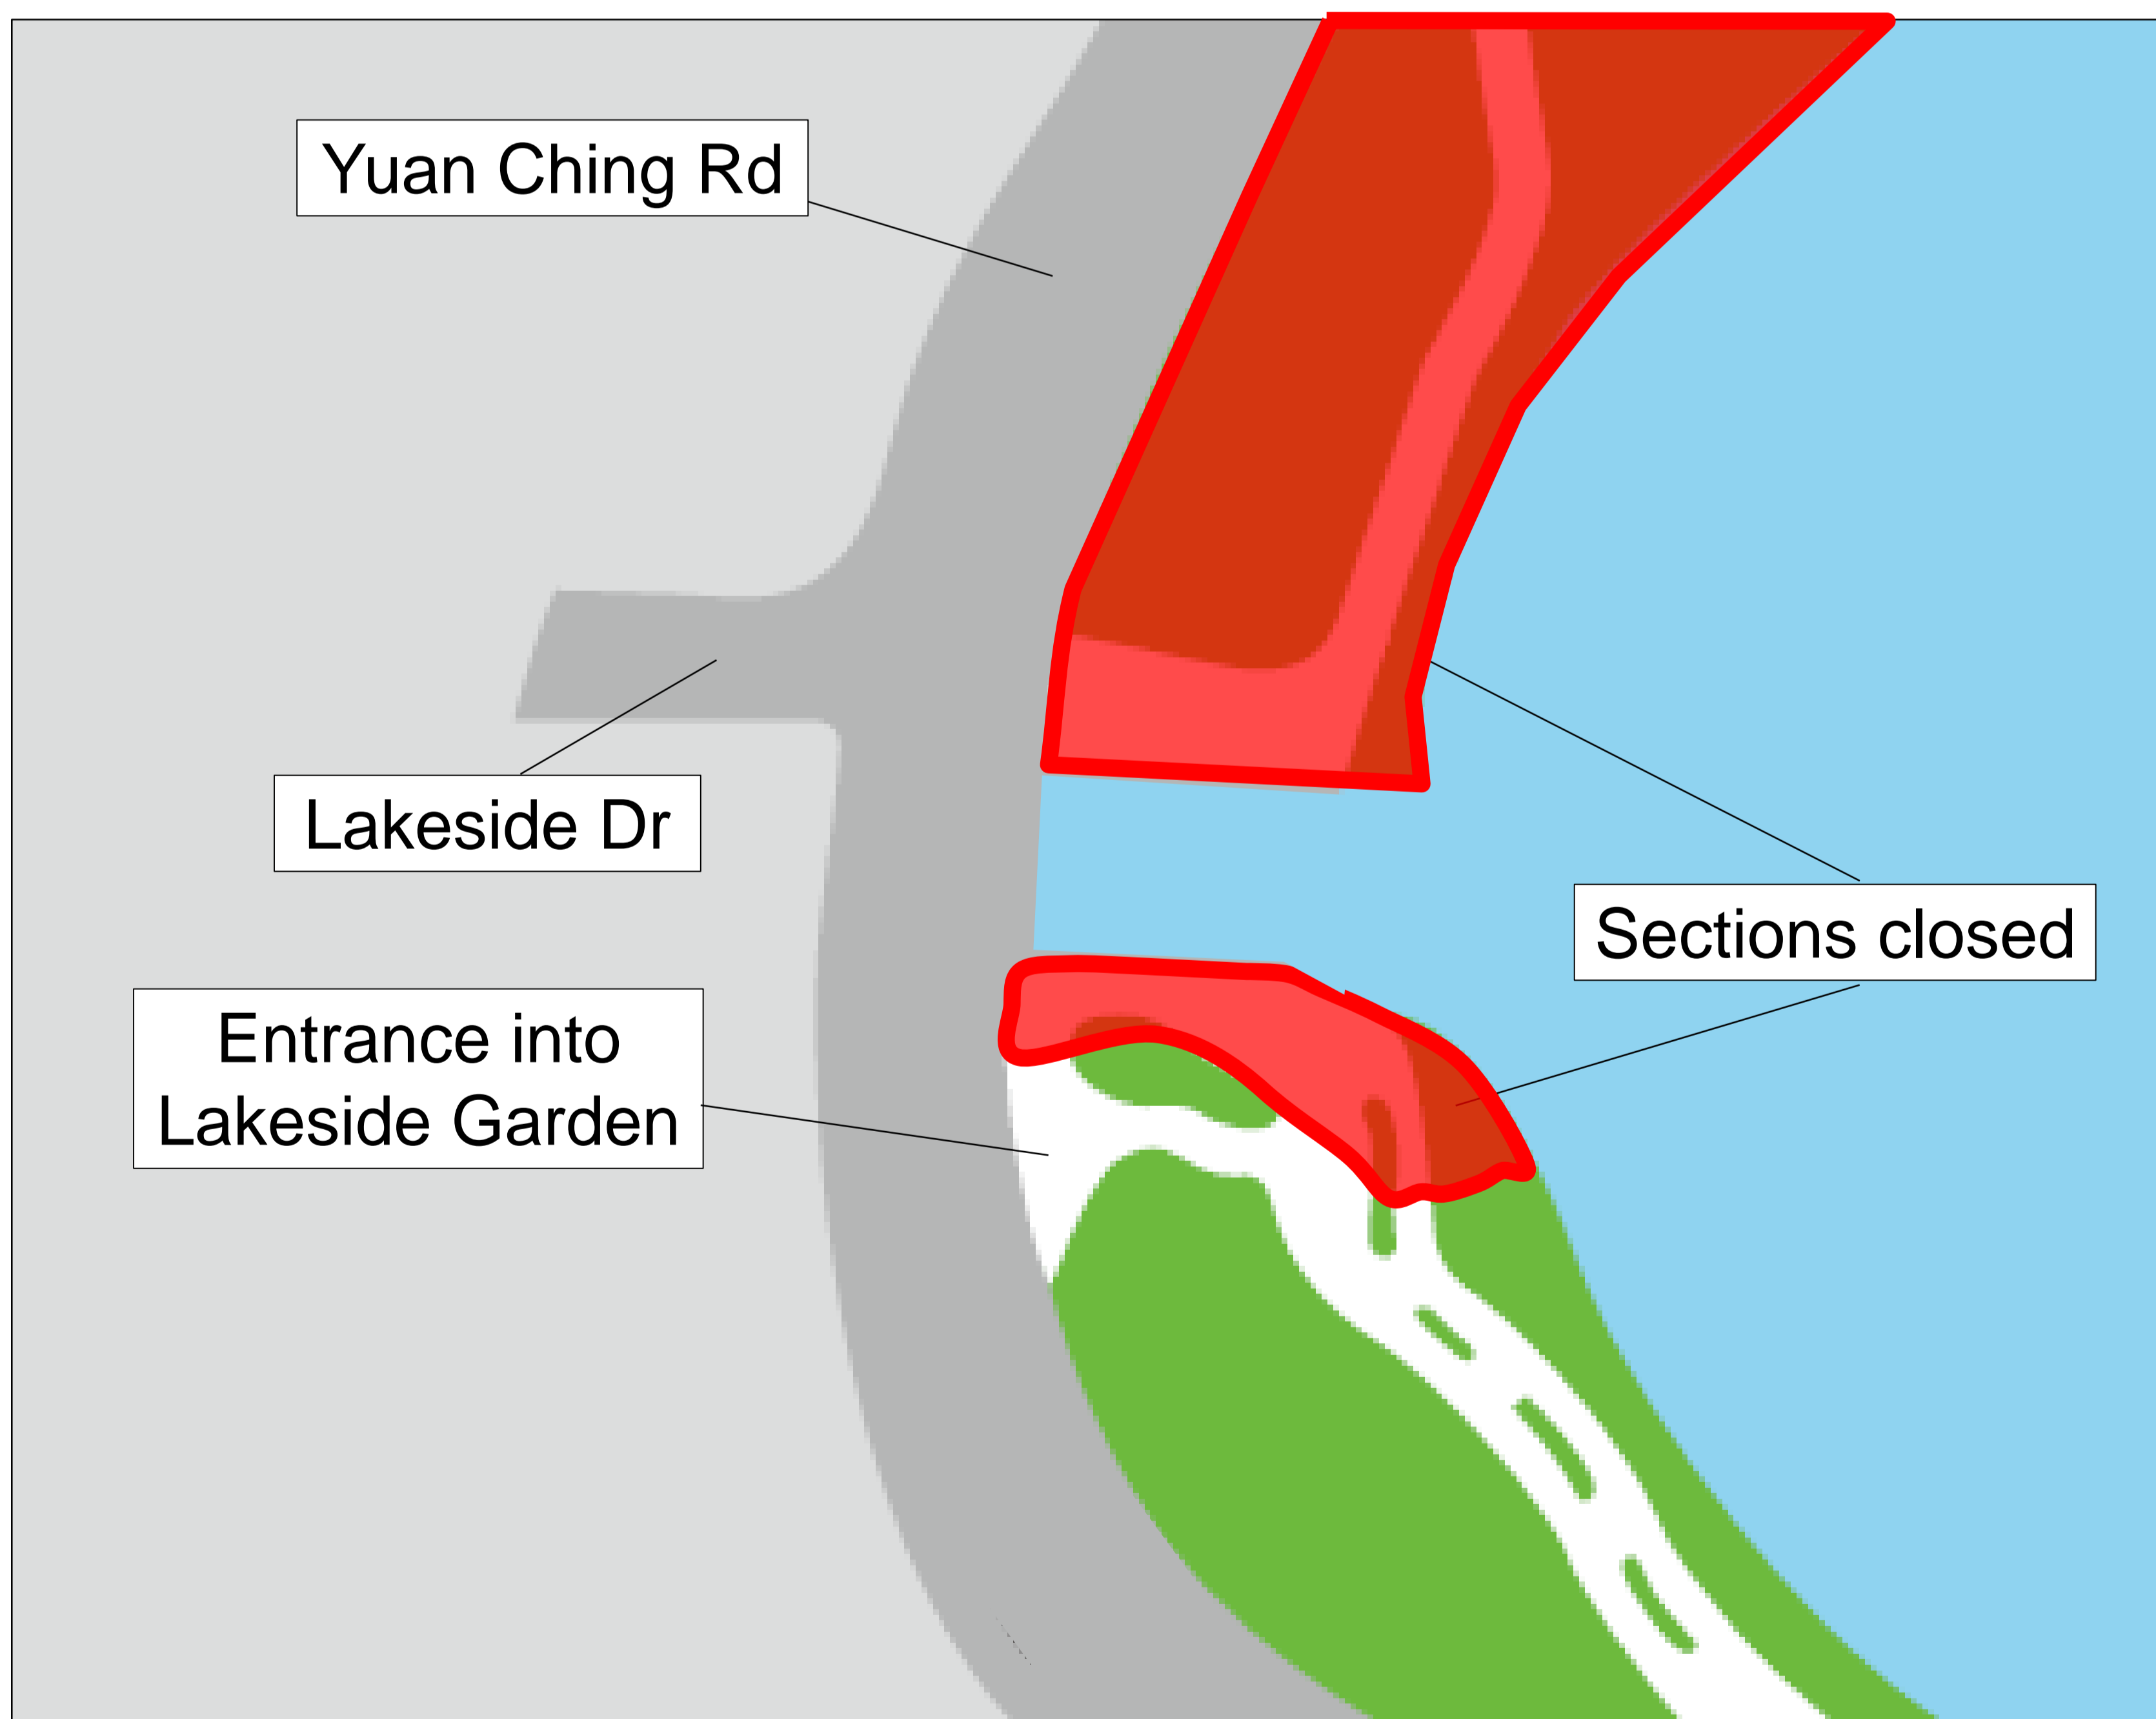 Yuan Ching Rd
Lakeside Dr
Sections closed
Entrance into
Lakeside Garden